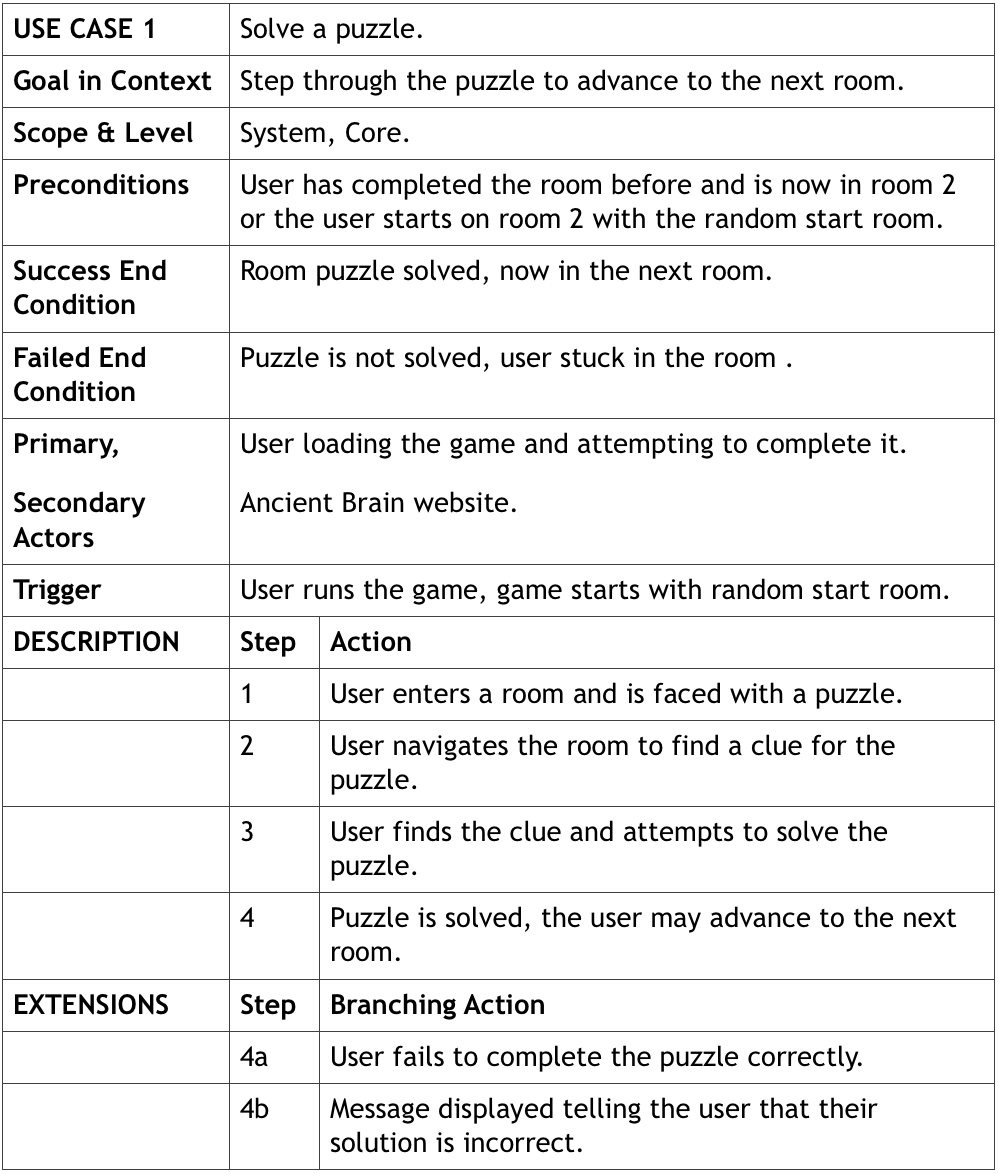 USE CASE 1 Solve a puzzle.
Goal in Context Step through the puzzle to advance to the next room.
Scope & Level System, Core.
Preconditions User has completed the room before and is now in room 2
or the user starts on room 2 with the random start room.
Success End Room puzzle solved, now in the next room.
Condition
Failed End Puzzle is not solved, user stuck in the room .
Condition
Primary, User loading the game and attempting to complete it.
Secondary Ancient Brain website.
Actors
Trigger User runs the game, game starts with random start room.
DESCRIPTION Step Action
1 User enters a room and is faced with a puzzle.
2 User navigates the room to find a clue for the
puzzle.
3 User finds the clue and attempts to solve the
puzzle.
4 Puzzle is solved, the user may advance to the next
room.
EXTENSIONS Step Branching Action
4a User fails to complete the puzzle correctly.
4b Message displayed telling the user that their
solution is incorrect.